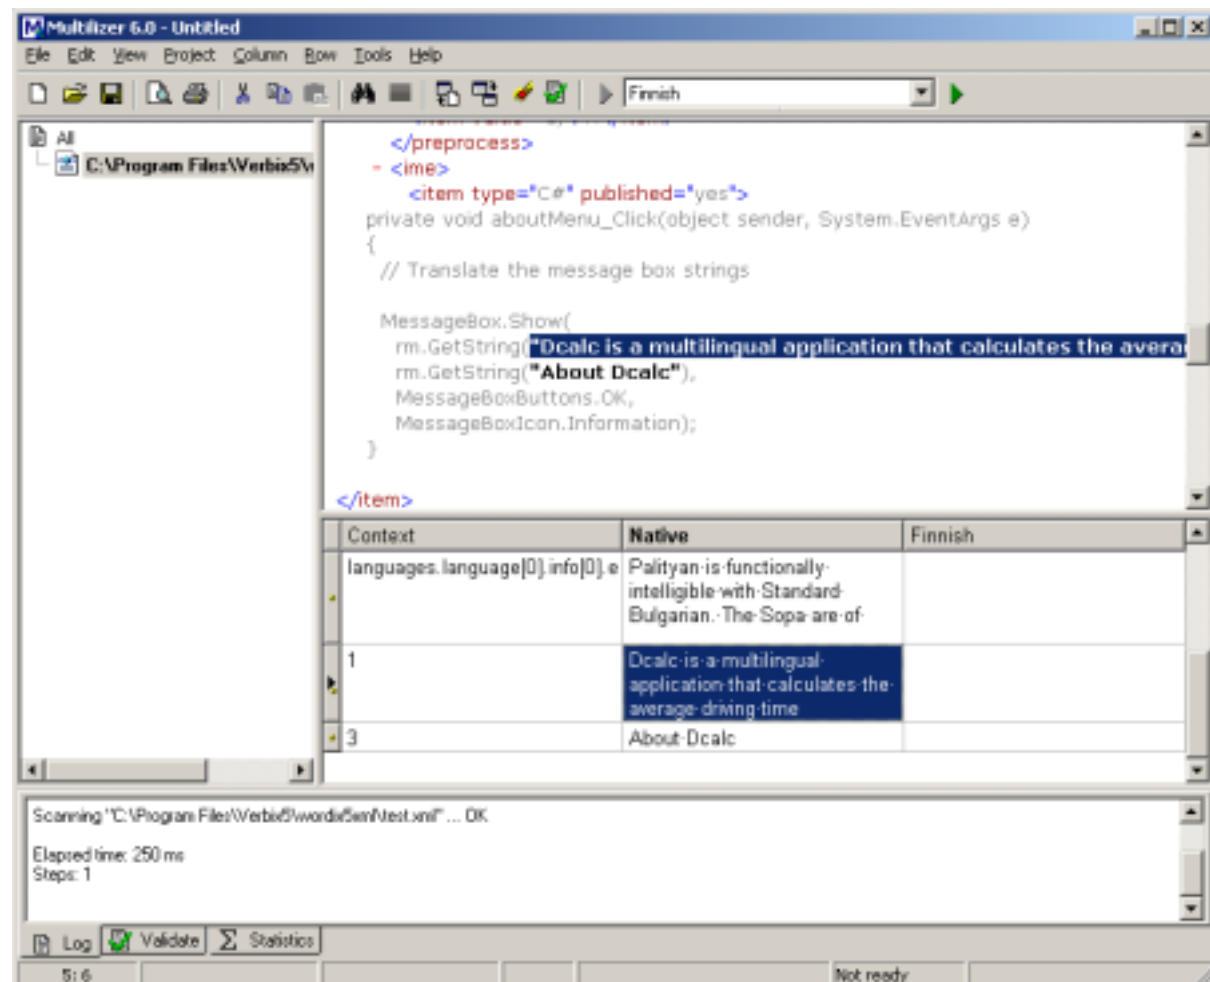 Multilizer 6.0 - Untitled
File Edit View Project Column Row Tools Help
Finnish
All
C:\Program Files\Verbix5\
</preprocess>
- <ime>
<item type="C#" published="yes">
private void aboutMenu_Click(object sender, System.EventArgs e)
{
// Translate the message box strings
MessageBox.Show(
rm.GetString("Dcalc is a multilingual application that calculates the avera
rm.GetString("About Dcalc"),
MessageBoxButtons.OK,
MessageBoxIcon.Information);
}
</item>
Context Native Finnish
languages.language[0].info[0].e Palityan is functionally
intelligible with Standard
Bulgarian. The Sopa are of
1 Dcalc is a multilingual
application that calculates the
average driving time
3 About Dcalc
Scanning "C:\Program Files\Verbix5\wordix5xml\test.xml" ... OK
Elapsed time: 250 ms
Steps: 1
Log Validate Statistics
5: 6 Not ready